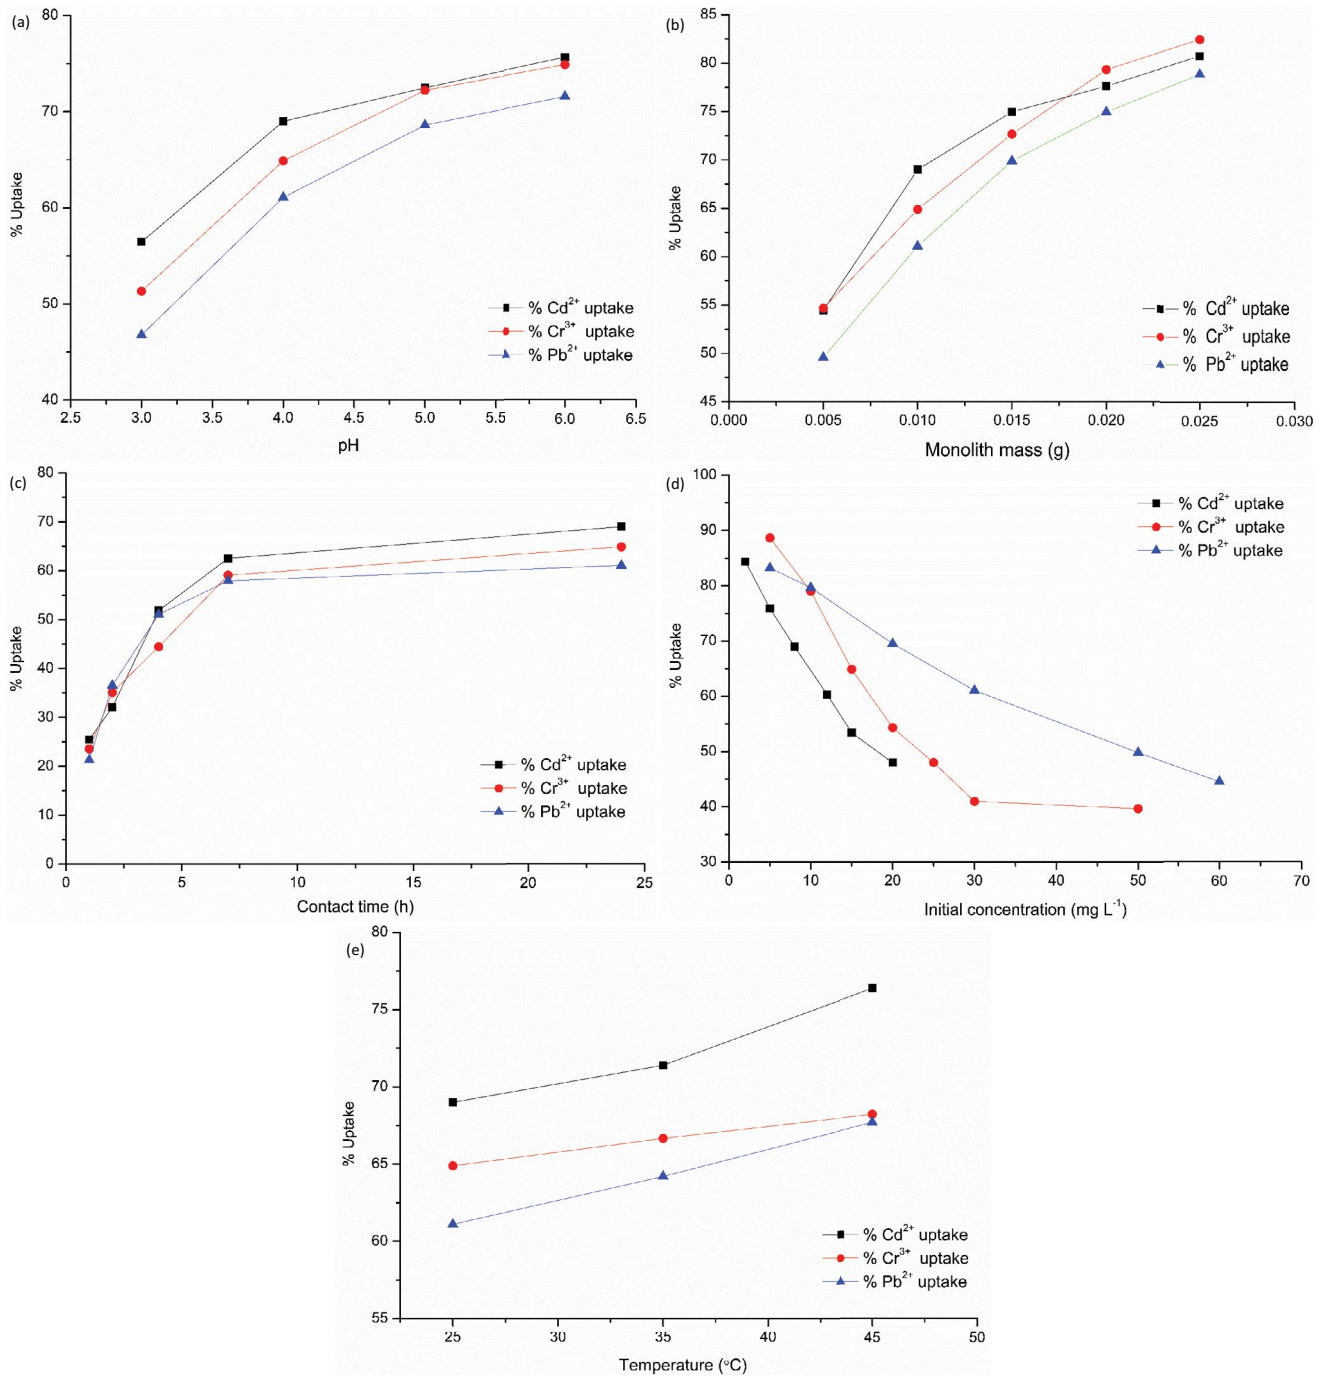 (a)
80
70
60
50
40
% Uptake
2.5 3.0 3.5 4.0 4.5 5.0 5.5 6.0 6.5
pH
% Cd²⁺ uptake
% Cr³⁺ uptake
% Pb²⁺ uptake
(b)
85
80
75
70
65
60
55
50
45
% Uptake
0.000 0.005 0.010 0.015 0.020 0.025 0.030
Monolith mass (g)
% Cd²⁺ uptake
% Cr³⁺ uptake
% Pb²⁺ uptake
(c)
80
70
60
50
40
30
20
10
0
% Uptake
0 5 10 15 20 25
Contact time (h)
% Cd²⁺ uptake
% Cr³⁺ uptake
% Pb²⁺ uptake
(d)
100
90
80
70
60
50
40
30
% Uptake
0 10 20 30 40 50 60 70
Initial concentration (mg L⁻¹)
% Cd²⁺ uptake
% Cr³⁺ uptake
% Pb²⁺ uptake
(e)
80
75
70
65
60
55
% Uptake
25 30 35 40 45 50
Temperature (°C)
% Cd²⁺ uptake
% Cr³⁺ uptake
% Pb²⁺ uptake